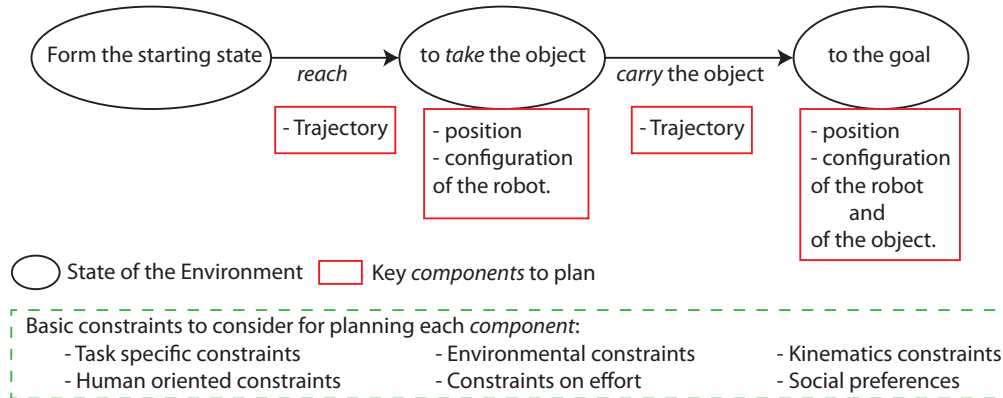 Form the starting state
reach
to take the object
carry the object
to the goal
- Trajectory
- position
- configuration
of the robot.
- Trajectory
- position
- configuration
of the robot
and
of the object.
State of the Environment
Key components to plan
Basic constraints to consider for planning each component:
- Task specific constraints
- Environmental constraints
- Kinematics constraints
- Human oriented constraints
- Constraints on effort
- Social preferences